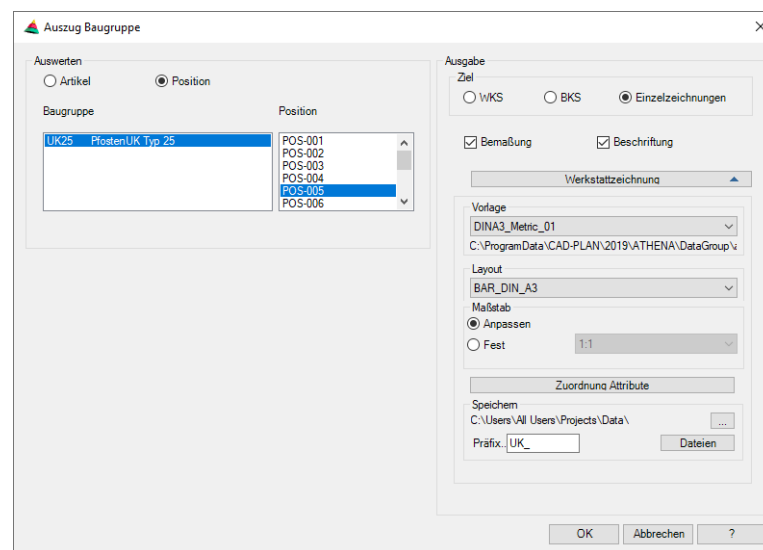 Auszug Baugruppe
Auswerten
Artikel Position
Baugruppe Position
UK25 PfostenUK Typ 25
POS-001
POS-002
POS-003
POS-004
POS-005
POS-006
Ausgabe
Ziel
WKS BKS Einzelzeichnungen
Bemaßung Beschriftung
Werkstattzeichnung
Vorlage
DINA3_Metric_01
C:\ProgramData\CAD-PLAN\2019\ATHENA\DataGroup\a
Layout
BAR_DIN_A3
Maßstab
Anpassen
Fest 1:1
Zuordnung Attribute
Speichern
C:\Users\All Users\Projects\Data\ ...
Präfix.. UK_ Dateien
OK Abbrechen ?